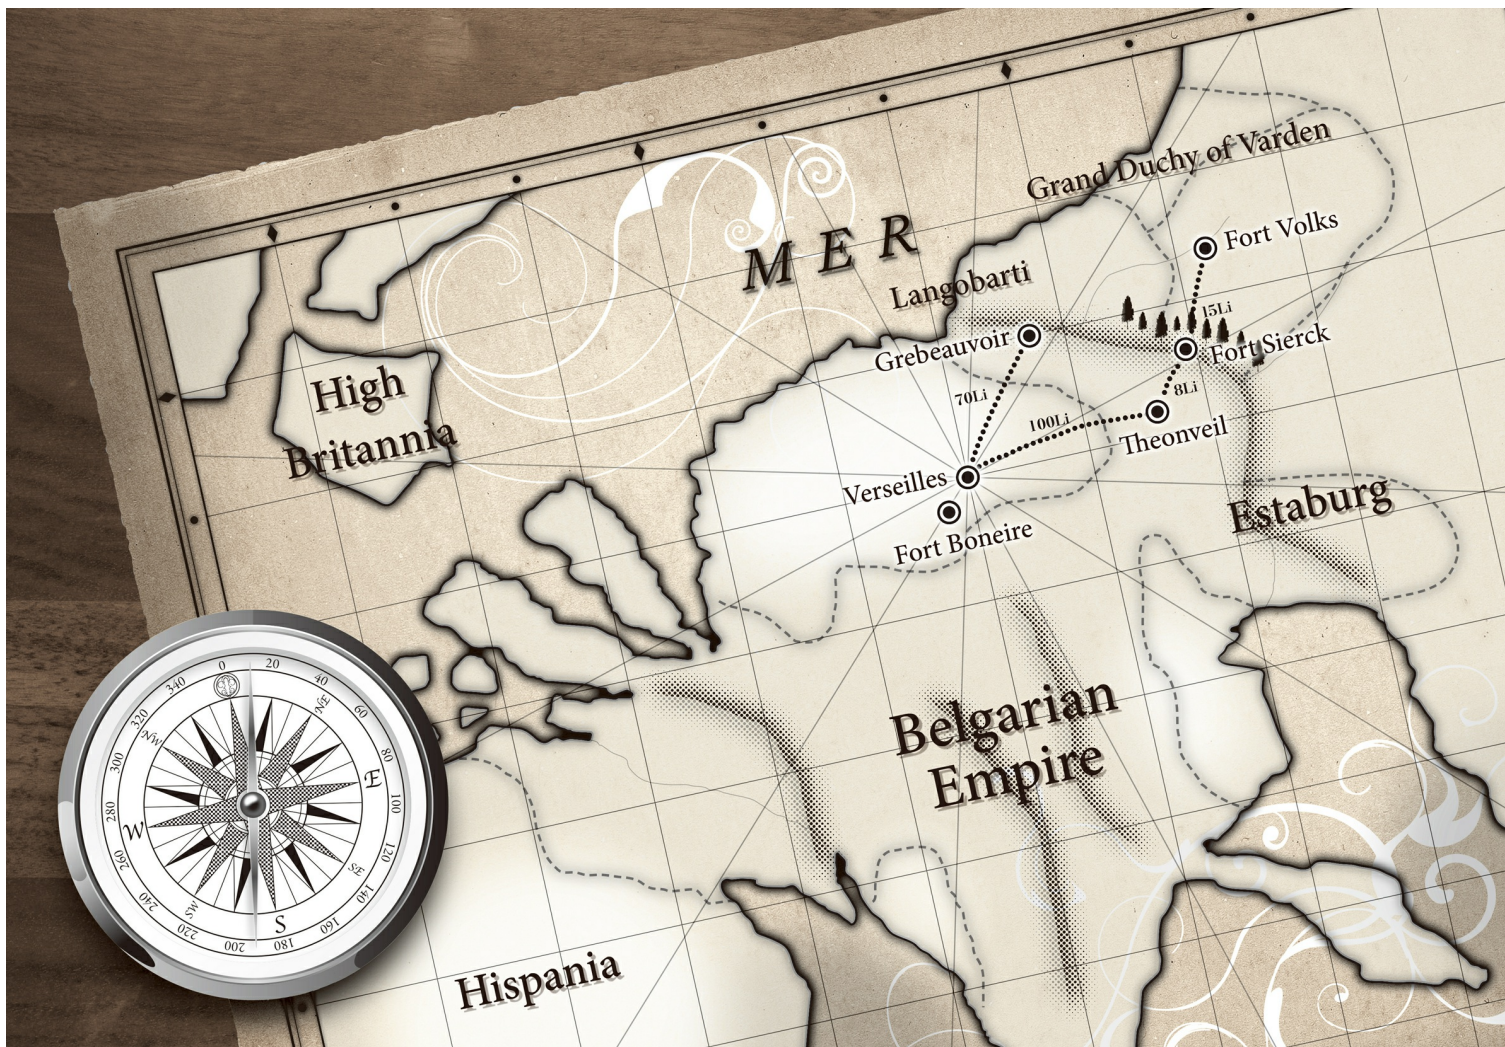 Grand Duchy of Varden
MER
Fort Volks
Langobarti
15Li
Grebeauvoir
Fort Sierck
High
Britannia
70Li
8Li
100Li
Theonveil
Verseilles
Estaburg
Fort Boneire
Belgarian
Empire
Hispania
0
20
40
60
80
100
120
140
160
180
200
220
240
260
280
300
320
340
NE
E
SE
S
SW
W
NW